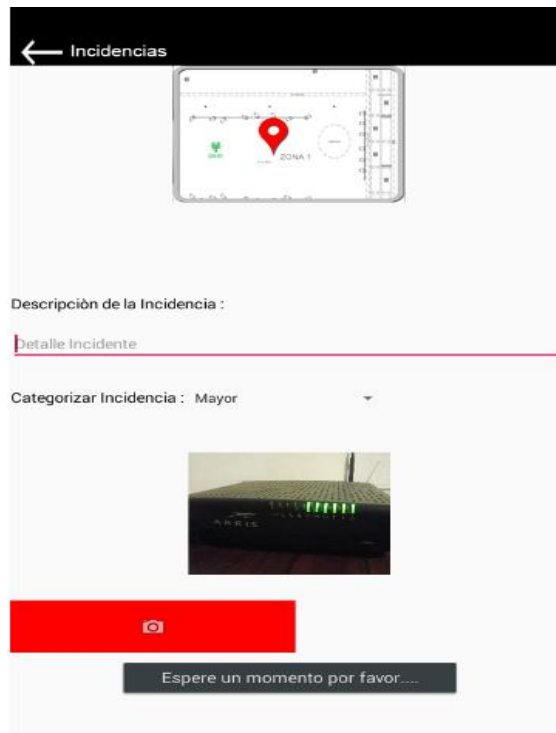 Incidencias
ZONA 1
Descripciòn de la Incidencia :
Detalle Incidente
Categorizar Incidencia : Mayor
ARRIS
Espere un momento por favor....